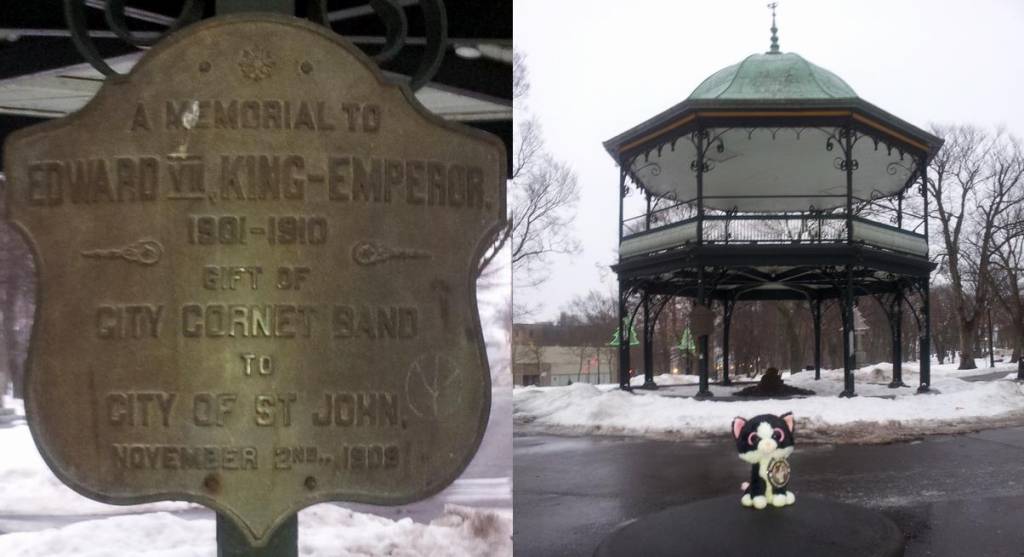 A MEMORIAL TO
EDWARD VII, KING-EMPEROR.
1901-1910
GIFT OF
CITY CORNET BAND
TO
CITY OF ST JOHN,
NOVEMBER 2ND., 1909